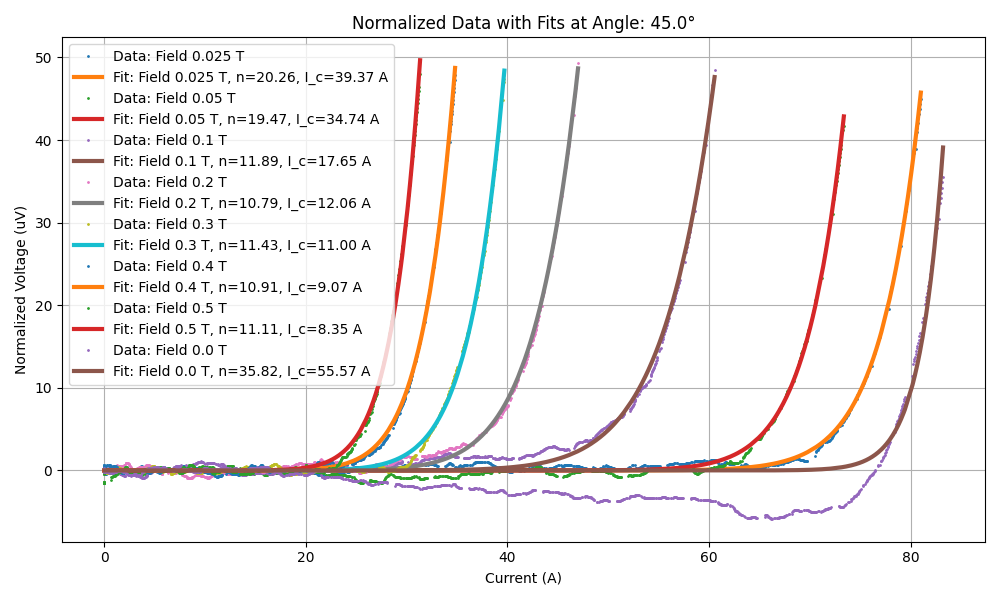 Normalized Data with Fits at Angle: 45.0°
Normalized Voltage (uV)
50
40
30
20
10
0
Data: Field 0.025 T
Fit: Field 0.025 T, n=20.26, I_c=39.37 A
Data: Field 0.05 T
Fit: Field 0.05 T, n=19.47, I_c=34.74 A
Data: Field 0.1 T
Fit: Field 0.1 T, n=11.89, I_c=17.65 A
Data: Field 0.2 T
Fit: Field 0.2 T, n=10.79, I_c=12.06 A
Data: Field 0.3 T
Fit: Field 0.3 T, n=11.43, I_c=11.00 A
Data: Field 0.4 T
Fit: Field 0.4 T, n=10.91, I_c=9.07 A
Data: Field 0.5 T
Fit: Field 0.5 T, n=11.11, I_c=8.35 A
Data: Field 0.0 T
Fit: Field 0.0 T, n=35.82, I_c=55.57 A
0 20 40 60 80
Current (A)